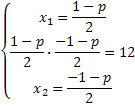 x₁ = (1 − p)/2
(1 − p)/2 · (−1 − p)/2 = 12
x₂ = (−1 − p)/2